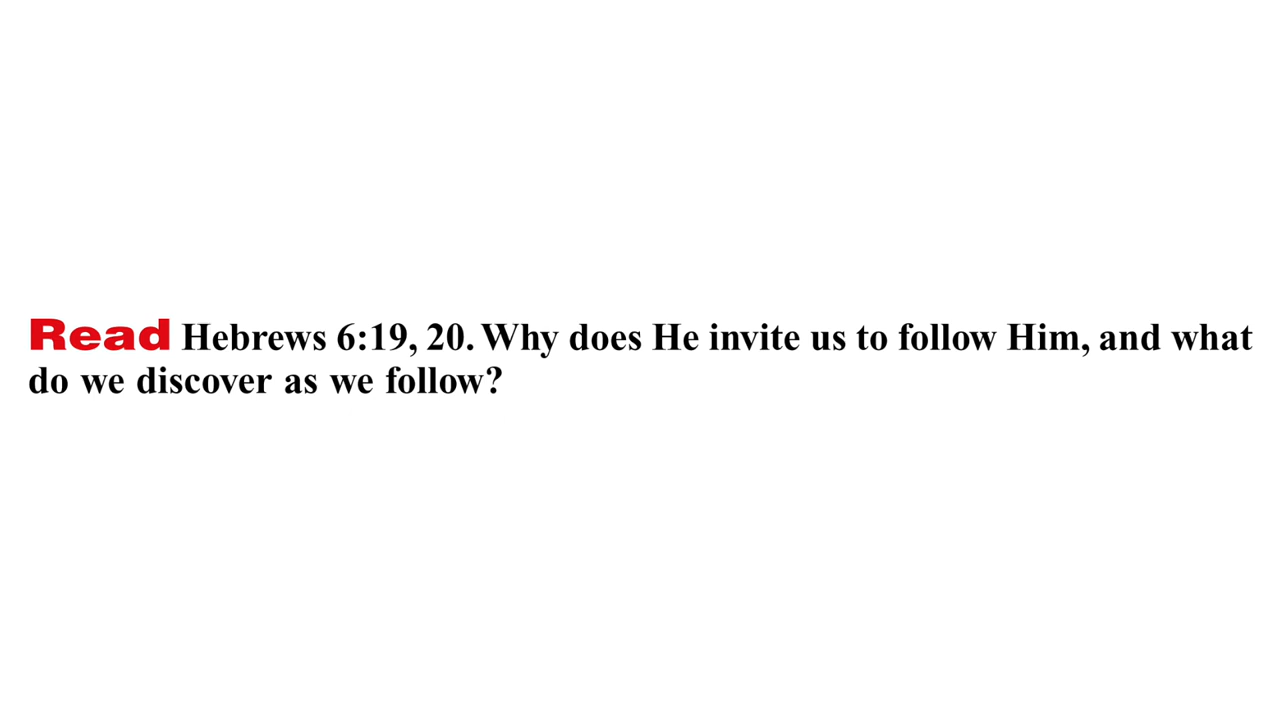 Read Hebrews 6:19, 20. Why does He invite us to follow Him, and what
do we discover as we follow?